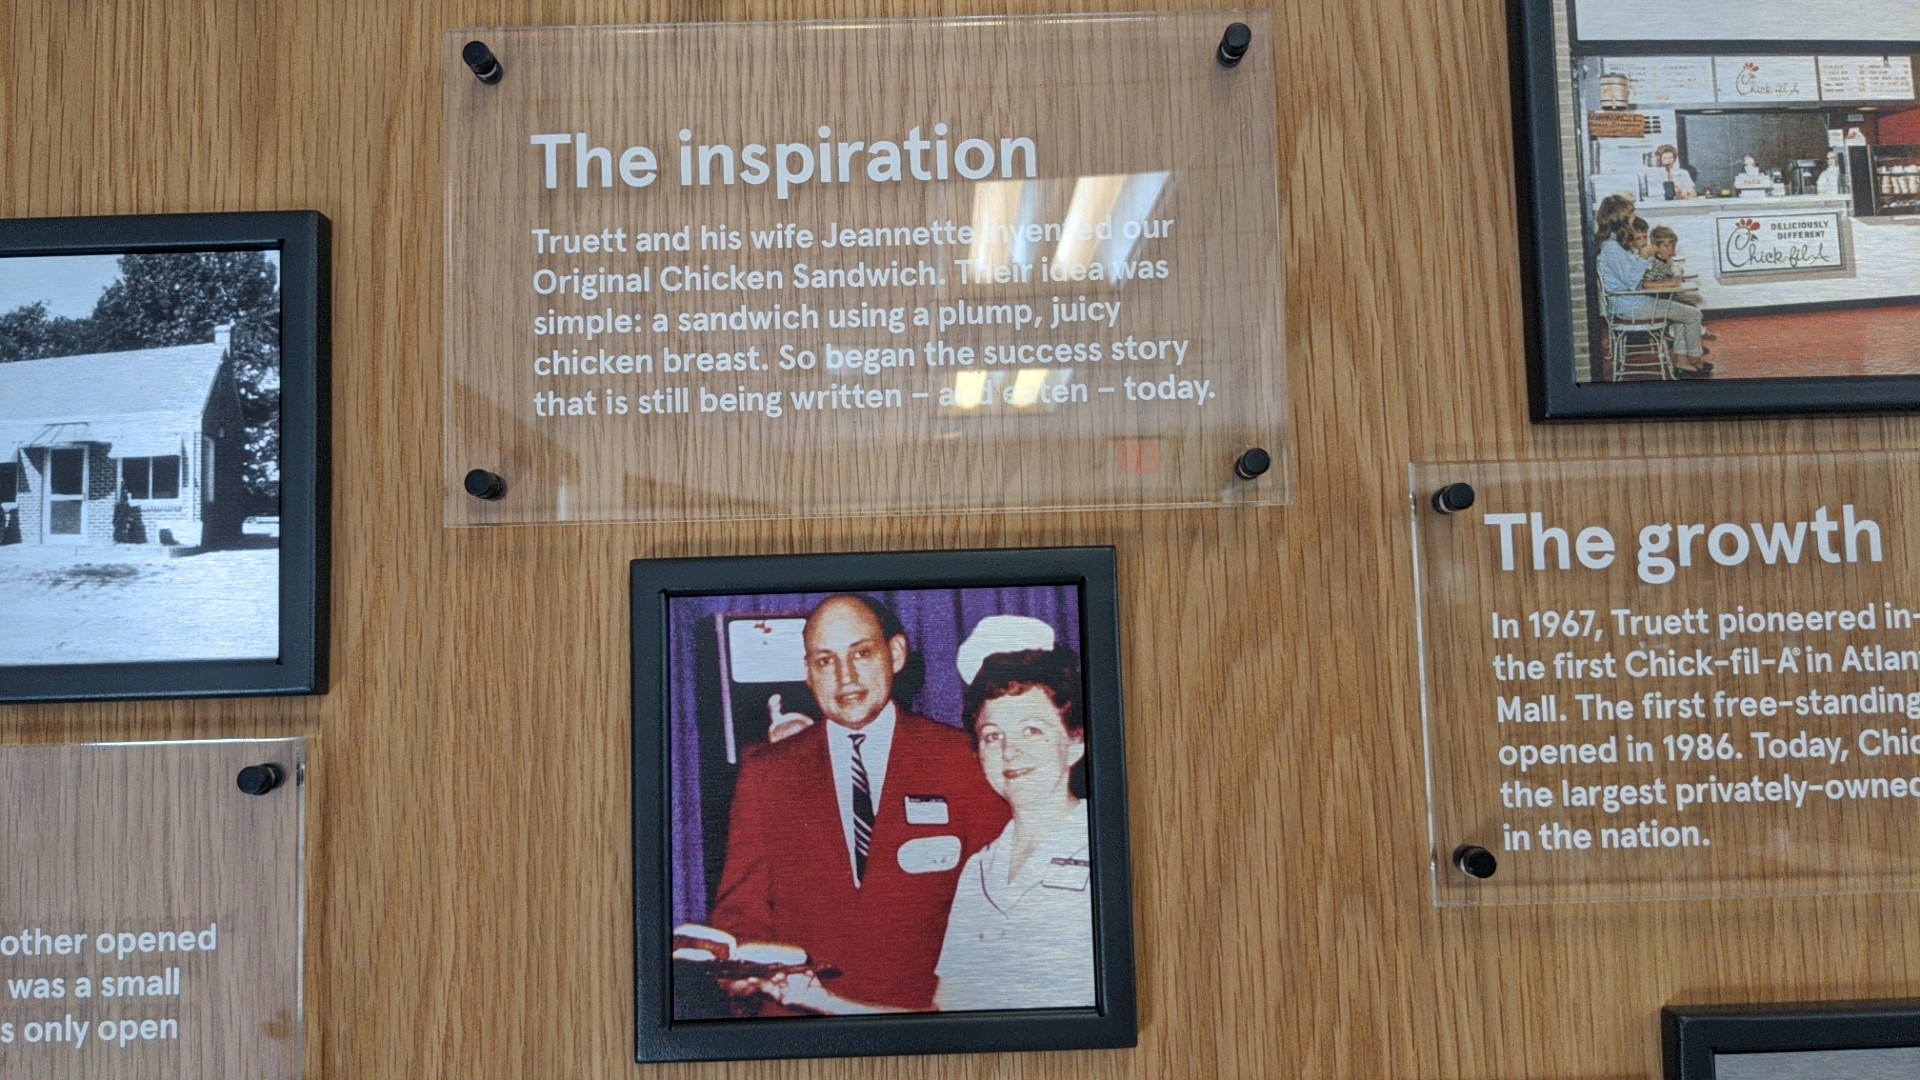 The inspiration
Truett and his wife Jeannette invented our
Original Chicken Sandwich. Their idea was
simple: a sandwich using a plump, juicy
chicken breast. So began the success story
that is still being written – and eaten – today.
Chick-fil-A
DELICIOUSLY
DIFFERENT
Chick-fil-A
The growth
In 1967, Truett pioneered in-
the first Chick-fil-A® in Atlan
Mall. The first free-standing
opened in 1986. Today, Chic
the largest privately-owned
in the nation.
other opened
was a small
s only open